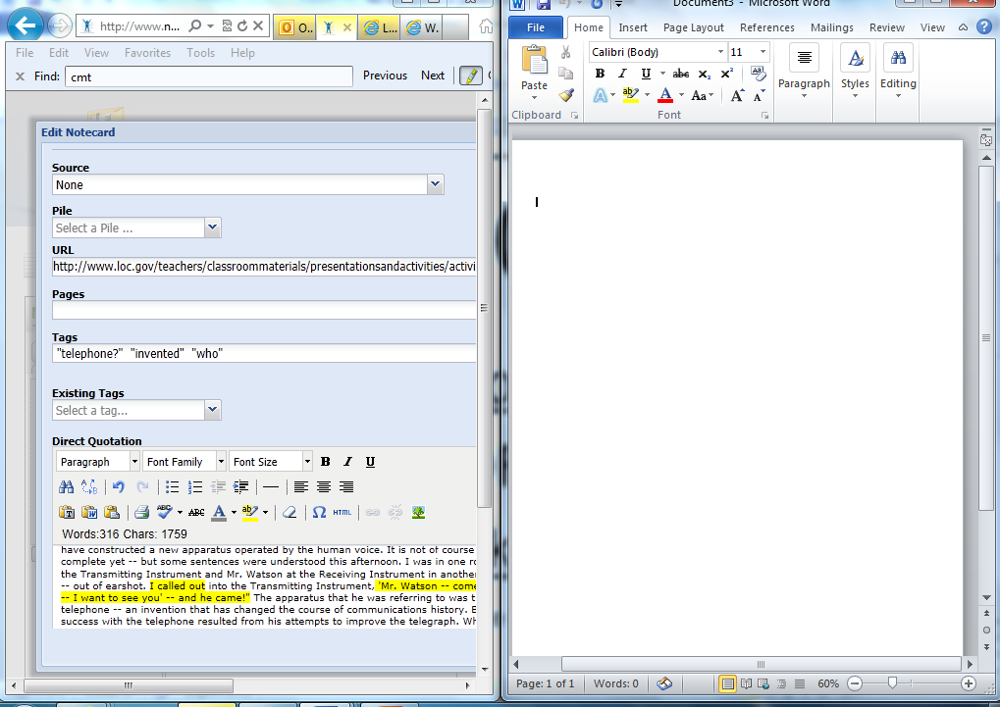 http://www.n...
O..
L...
W.
File Edit View Favorites Tools Help
Find: cmt Previous Next
Edit Notecard
Source
None
Pile
Select a Pile ...
URL
http://www.loc.gov/teachers/classroommaterials/presentationsandactivities/activi
Pages
Tags
"telephone?" "invented" "who"
Existing Tags
Select a tag...
Direct Quotation
Paragraph Font Family Font Size B I U
ABC HTML
Words:316 Chars: 1759
have constructed a new apparatus operated by the human voice. It is not of course
complete yet -- but some sentences were understood this afternoon. I was in one ro
the Transmitting Instrument and Mr. Watson at the Receiving Instrument in another
-- out of earshot. I called out into the Transmitting Instrument, 'Mr. Watson -- come
-- I want to see you' -- and he came!" The apparatus that he was referring to was t
telephone -- an invention that has changed the course of communications history. B
success with the telephone resulted from his attempts to improve the telegraph. Wh
Document3 - Microsoft Word
File Home Insert Page Layout References Mailings Review View
Paste
Clipboard
Calibri (Body) 11
B I U abc X₂ X²
A ab A Aa A A
Font
Paragraph
Styles
Editing
Page: 1 of 1 Words: 0 60%